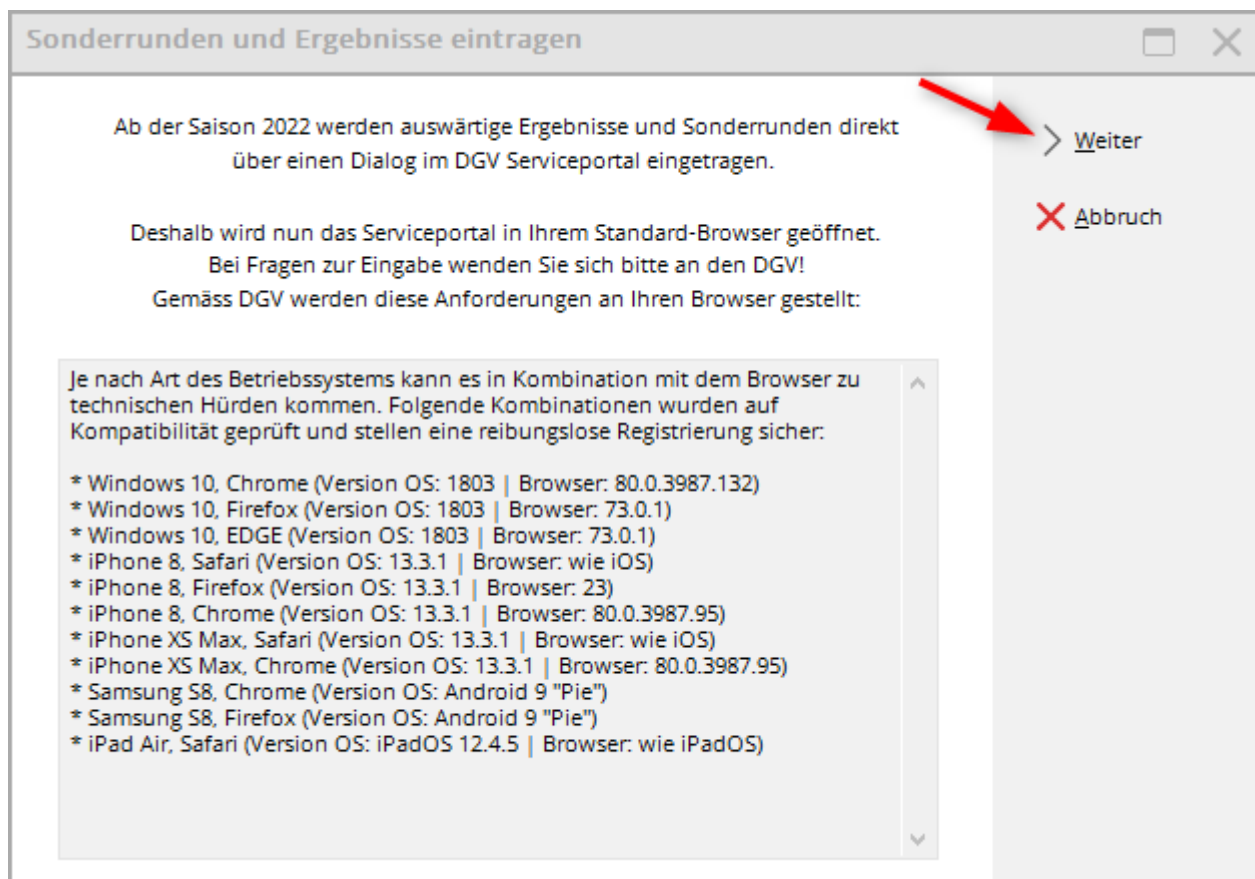 Sonderrunden und Ergebnisse eintragen
Ab der Saison 2022 werden auswärtige Ergebnisse und Sonderrunden direkt
über einen Dialog im DGV Serviceportal eingetragen.
Deshalb wird nun das Serviceportal in Ihrem Standard-Browser geöffnet.
Bei Fragen zur Eingabe wenden Sie sich bitte an den DGV!
Gemäss DGV werden diese Anforderungen an Ihren Browser gestellt:
Je nach Art des Betriebssystems kann es in Kombination mit dem Browser zu
technischen Hürden kommen. Folgende Kombinationen wurden auf
Kompatibilität geprüft und stellen eine reibungslose Registrierung sicher:
* Windows 10, Chrome (Version OS: 1803 | Browser: 80.0.3987.132)
* Windows 10, Firefox (Version OS: 1803 | Browser: 73.0.1)
* Windows 10, EDGE (Version OS: 1803 | Browser: 73.0.1)
* iPhone 8, Safari (Version OS: 13.3.1 | Browser: wie iOS)
* iPhone 8, Firefox (Version OS: 13.3.1 | Browser: 23)
* iPhone 8, Chrome (Version OS: 13.3.1 | Browser: 80.0.3987.95)
* iPhone XS Max, Safari (Version OS: 13.3.1 | Browser: wie iOS)
* iPhone XS Max, Chrome (Version OS: 13.3.1 | Browser: 80.0.3987.95)
* Samsung S8, Chrome (Version OS: Android 9 "Pie")
* Samsung S8, Firefox (Version OS: Android 9 "Pie")
* iPad Air, Safari (Version OS: iPadOS 12.4.5 | Browser: wie iPadOS)
Weiter
Abbruch